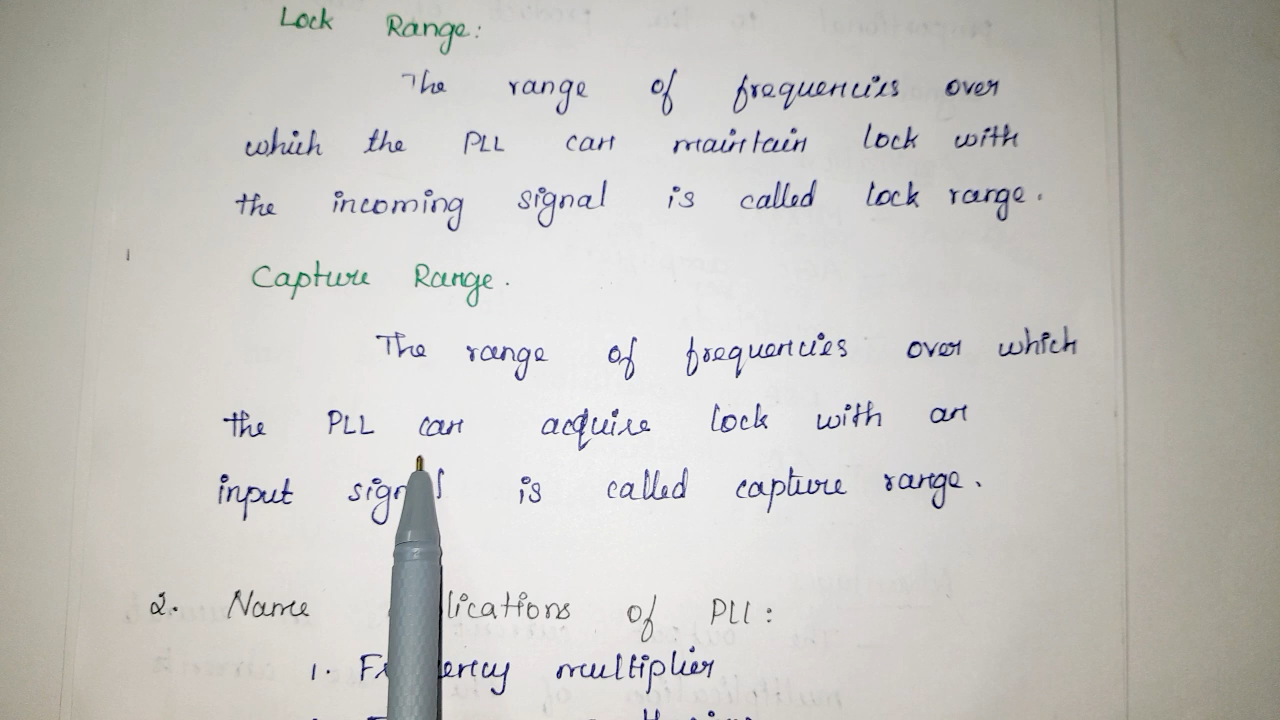 Lock Range:
The range of frequencies over
which the PLL can maintain lock with
the incoming signal is called lock range.
Capture Range.
The range of frequencies over which
the PLL can acquire lock with an
input signal is called capture range.
2. Name of PLL:
1. multiplier